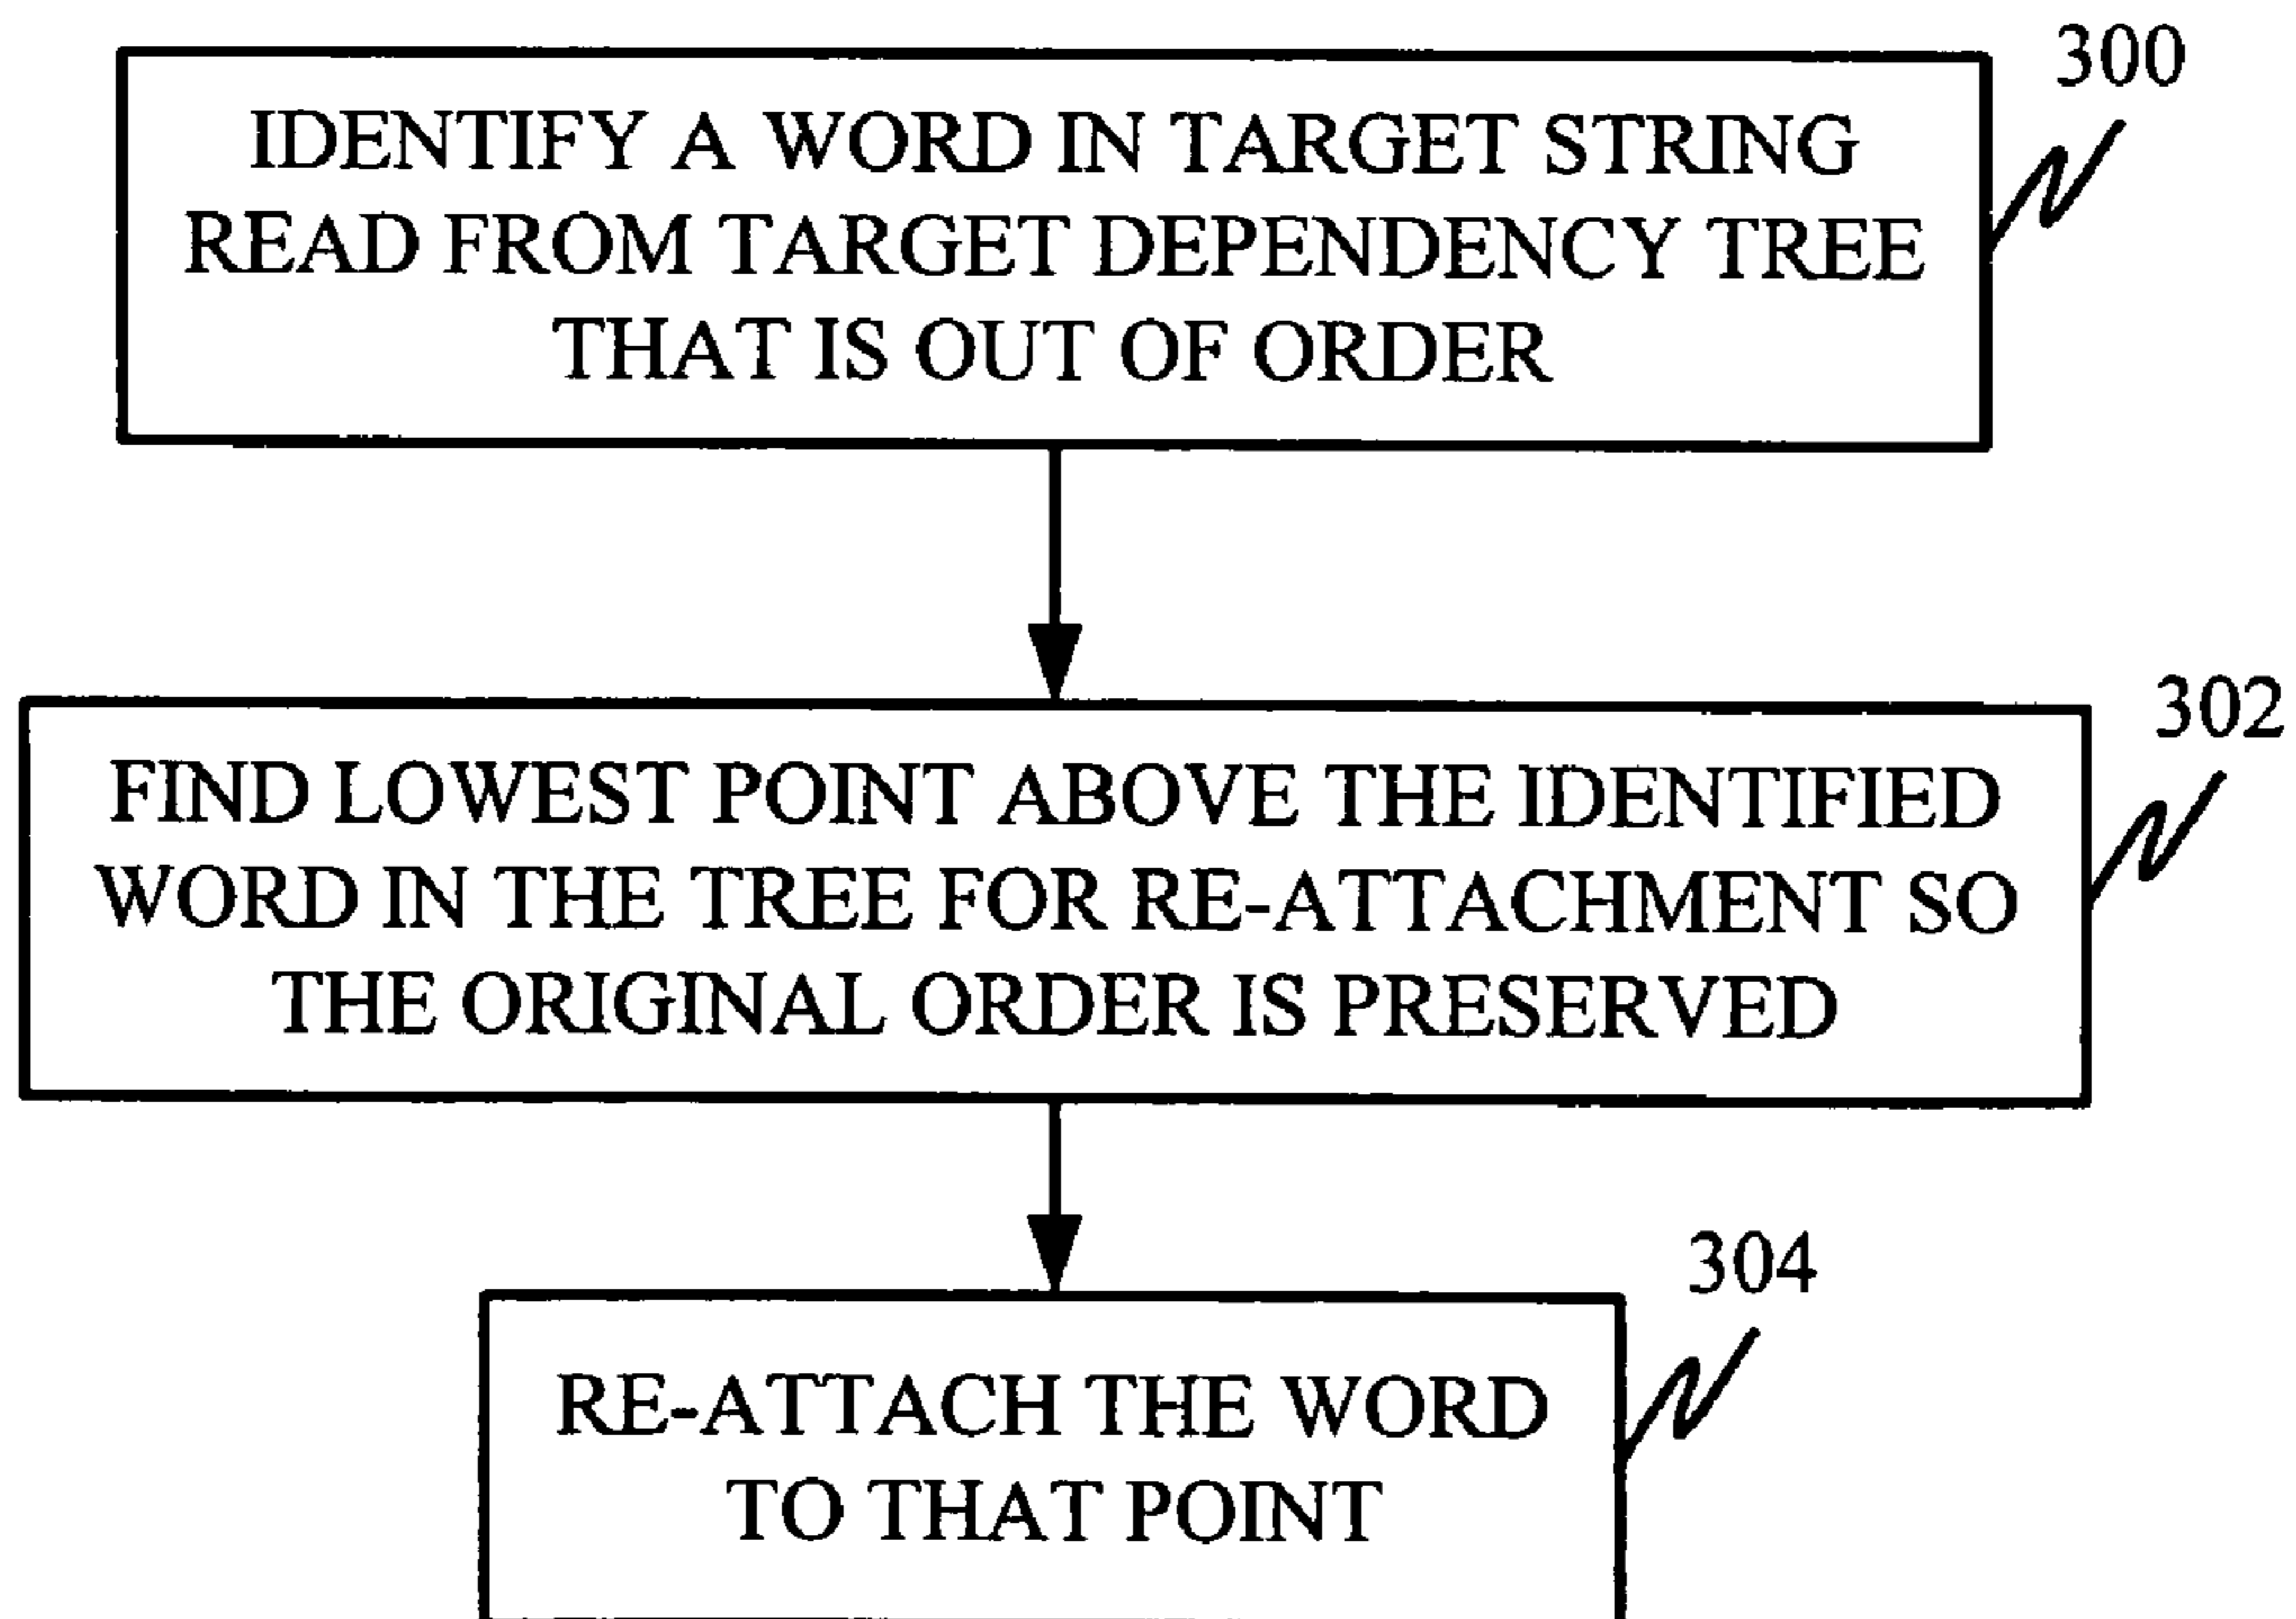 300
IDENTIFY A WORD IN TARGET STRING
READ FROM TARGET DEPENDENCY TREE
THAT IS OUT OF ORDER
302
FIND LOWEST POINT ABOVE THE IDENTIFIED
WORD IN THE TREE FOR RE-ATTACHMENT SO
THE ORIGINAL ORDER IS PRESERVED
304
RE-ATTACH THE WORD
TO THAT POINT